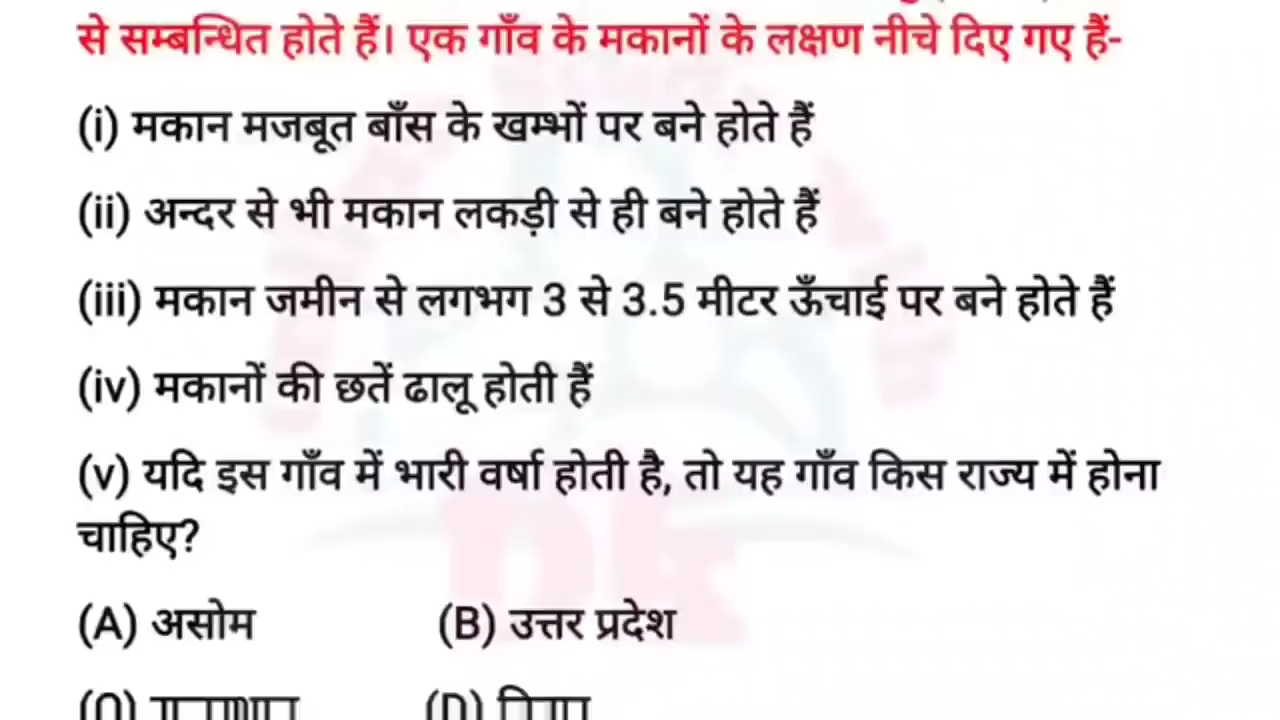 से सम्बन्धित होते हैं। एक गाँव के मकानों के लक्षण नीचे दिए गए हैं-
(i) मकान मजबूत बाँस के खम्भों पर बने होते हैं
(ii) अन्दर से भी मकान लकड़ी से ही बने होते हैं
(iii) मकान जमीन से लगभग 3 से 3.5 मीटर ऊँचाई पर बने होते हैं
(iv) मकानों की छतें ढालू होती हैं
(v) यदि इस गाँव में भारी वर्षा होती है, तो यह गाँव किस राज्य में होना
चाहिए?
(A) असोम (B) उत्तर प्रदेश